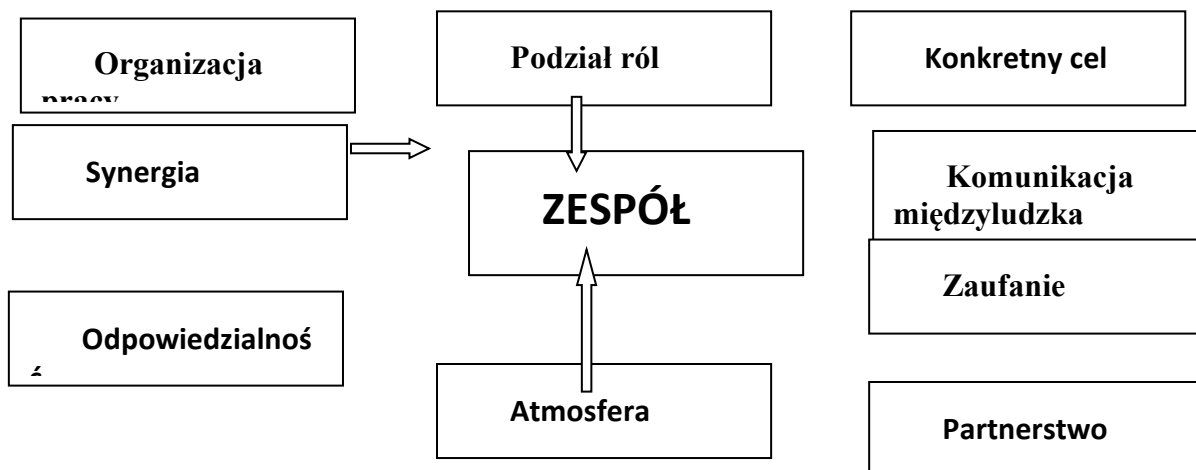 Organizacja
pracy
Podział ról
Konkretny cel
Synergia
ZESPÓŁ
Komunikacja
międzyludzka
Zaufanie
Odpowiedzialnoś
ć
Atmosfera
Partnerstwo